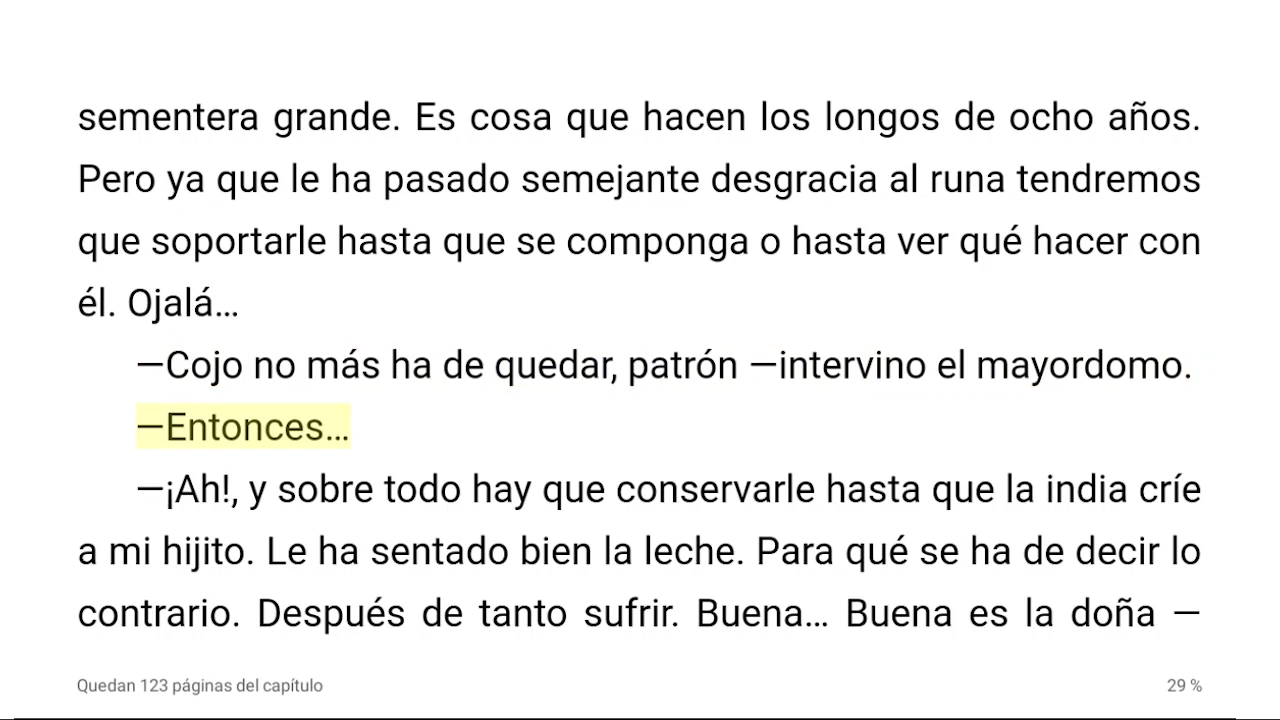 sementera grande. Es cosa que hacen los longos de ocho años.
Pero ya que le ha pasado semejante desgracia al runa tendremos
que soportarle hasta que se componga o hasta ver qué hacer con
él. Ojalá…
—Cojo no más ha de quedar, patrón —intervino el mayordomo.
—Entonces…
—¡Ah!, y sobre todo hay que conservarle hasta que la india críe
a mi hijito. Le ha sentado bien la leche. Para qué se ha de decir lo
contrario. Después de tanto sufrir. Buena… Buena es la doña —
Quedan 123 páginas del capítulo
29 %